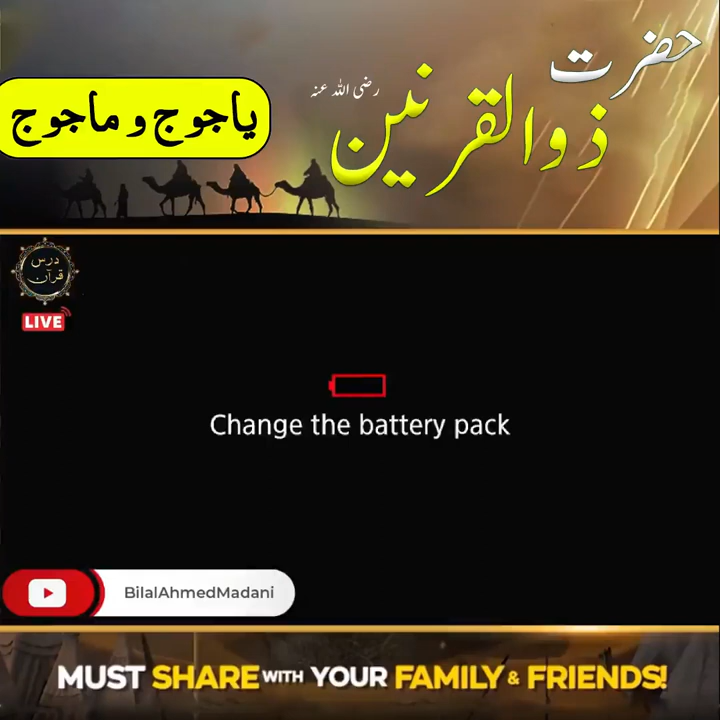 حضرت
ذوالقرنین
رضی اللہ عنہ
یاجوج و ماجوج
درس
قرآن
LIVE
Change the battery pack
BilalAhmedMadani
MUST SHARE WITH YOUR FAMILY & FRIENDS!